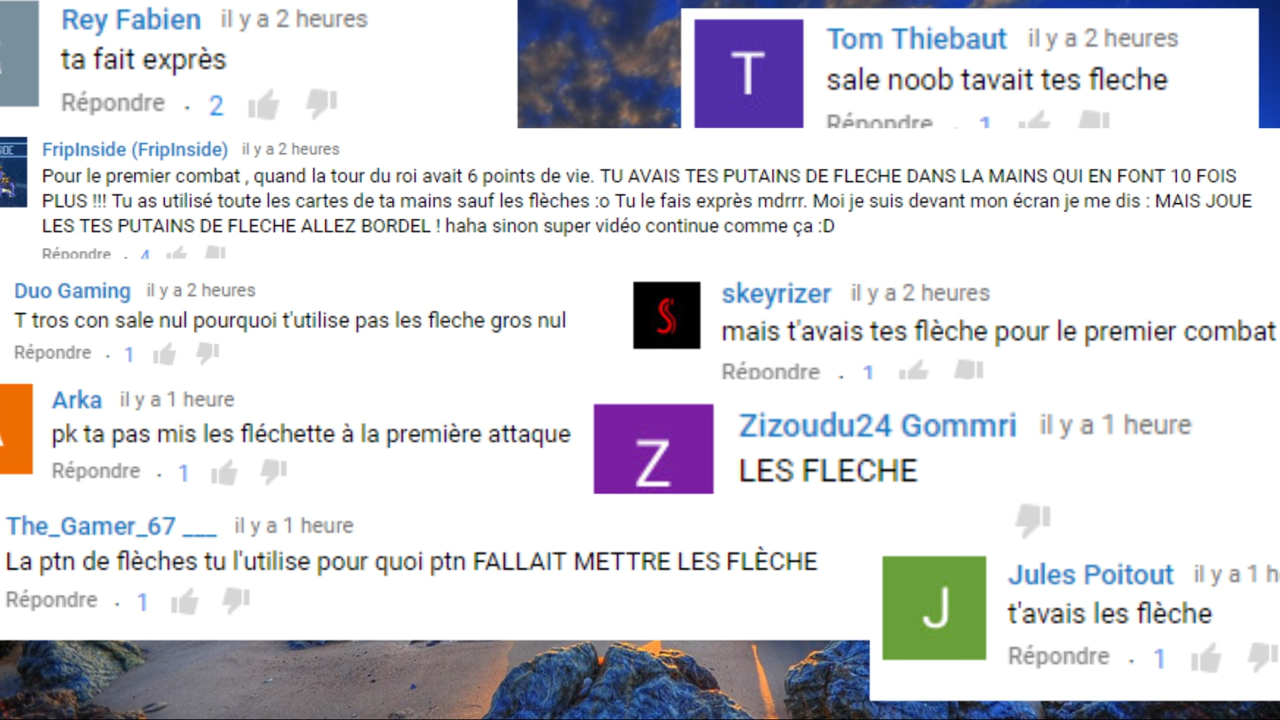 Rey Fabien il y a 2 heures
ta fait exprès
Répondre . 2
T
Tom Thiebaut il y a 2 heures
sale noob tavait tes fleche
Répondre . 1
FripInside (FripInside) il y a 2 heures
Pour le premier combat , quand la tour du roi avait 6 points de vie. TU AVAIS TES PUTAINS DE FLECHE DANS LA MAINS QUI EN FONT 10 FOIS
PLUS !!! Tu as utilisé toute les cartes de ta mains sauf les flèches :o Tu le fais exprès mdrrr. Moi je suis devant mon écran je me dis : MAIS JOUE
LES TES PUTAINS DE FLECHE ALLEZ BORDEL ! haha sinon super vidéo continue comme ça :D
Répondre . 4
Duo Gaming il y a 2 heures
T tros con sale nul pourquoi t'utilise pas les fleche gros nul
Répondre . 1
skeyrizer il y a 2 heures
mais t'avais tes flèche pour le premier combat
Répondre . 1
Arka il y a 1 heure
pk ta pas mis les fléchette à la première attaque
Répondre . 1
Z
Zizoudu24 Gommri il y a 1 heure
LES FLECHE
The_Gamer_67 ___ il y a 1 heure
La ptn de flèches tu l'utilise pour quoi ptn FALLAIT METTRE LES FLÈCHE
Répondre . 1
J
Jules Poitout il y a 1 h
t'avais les flèche
Répondre . 1